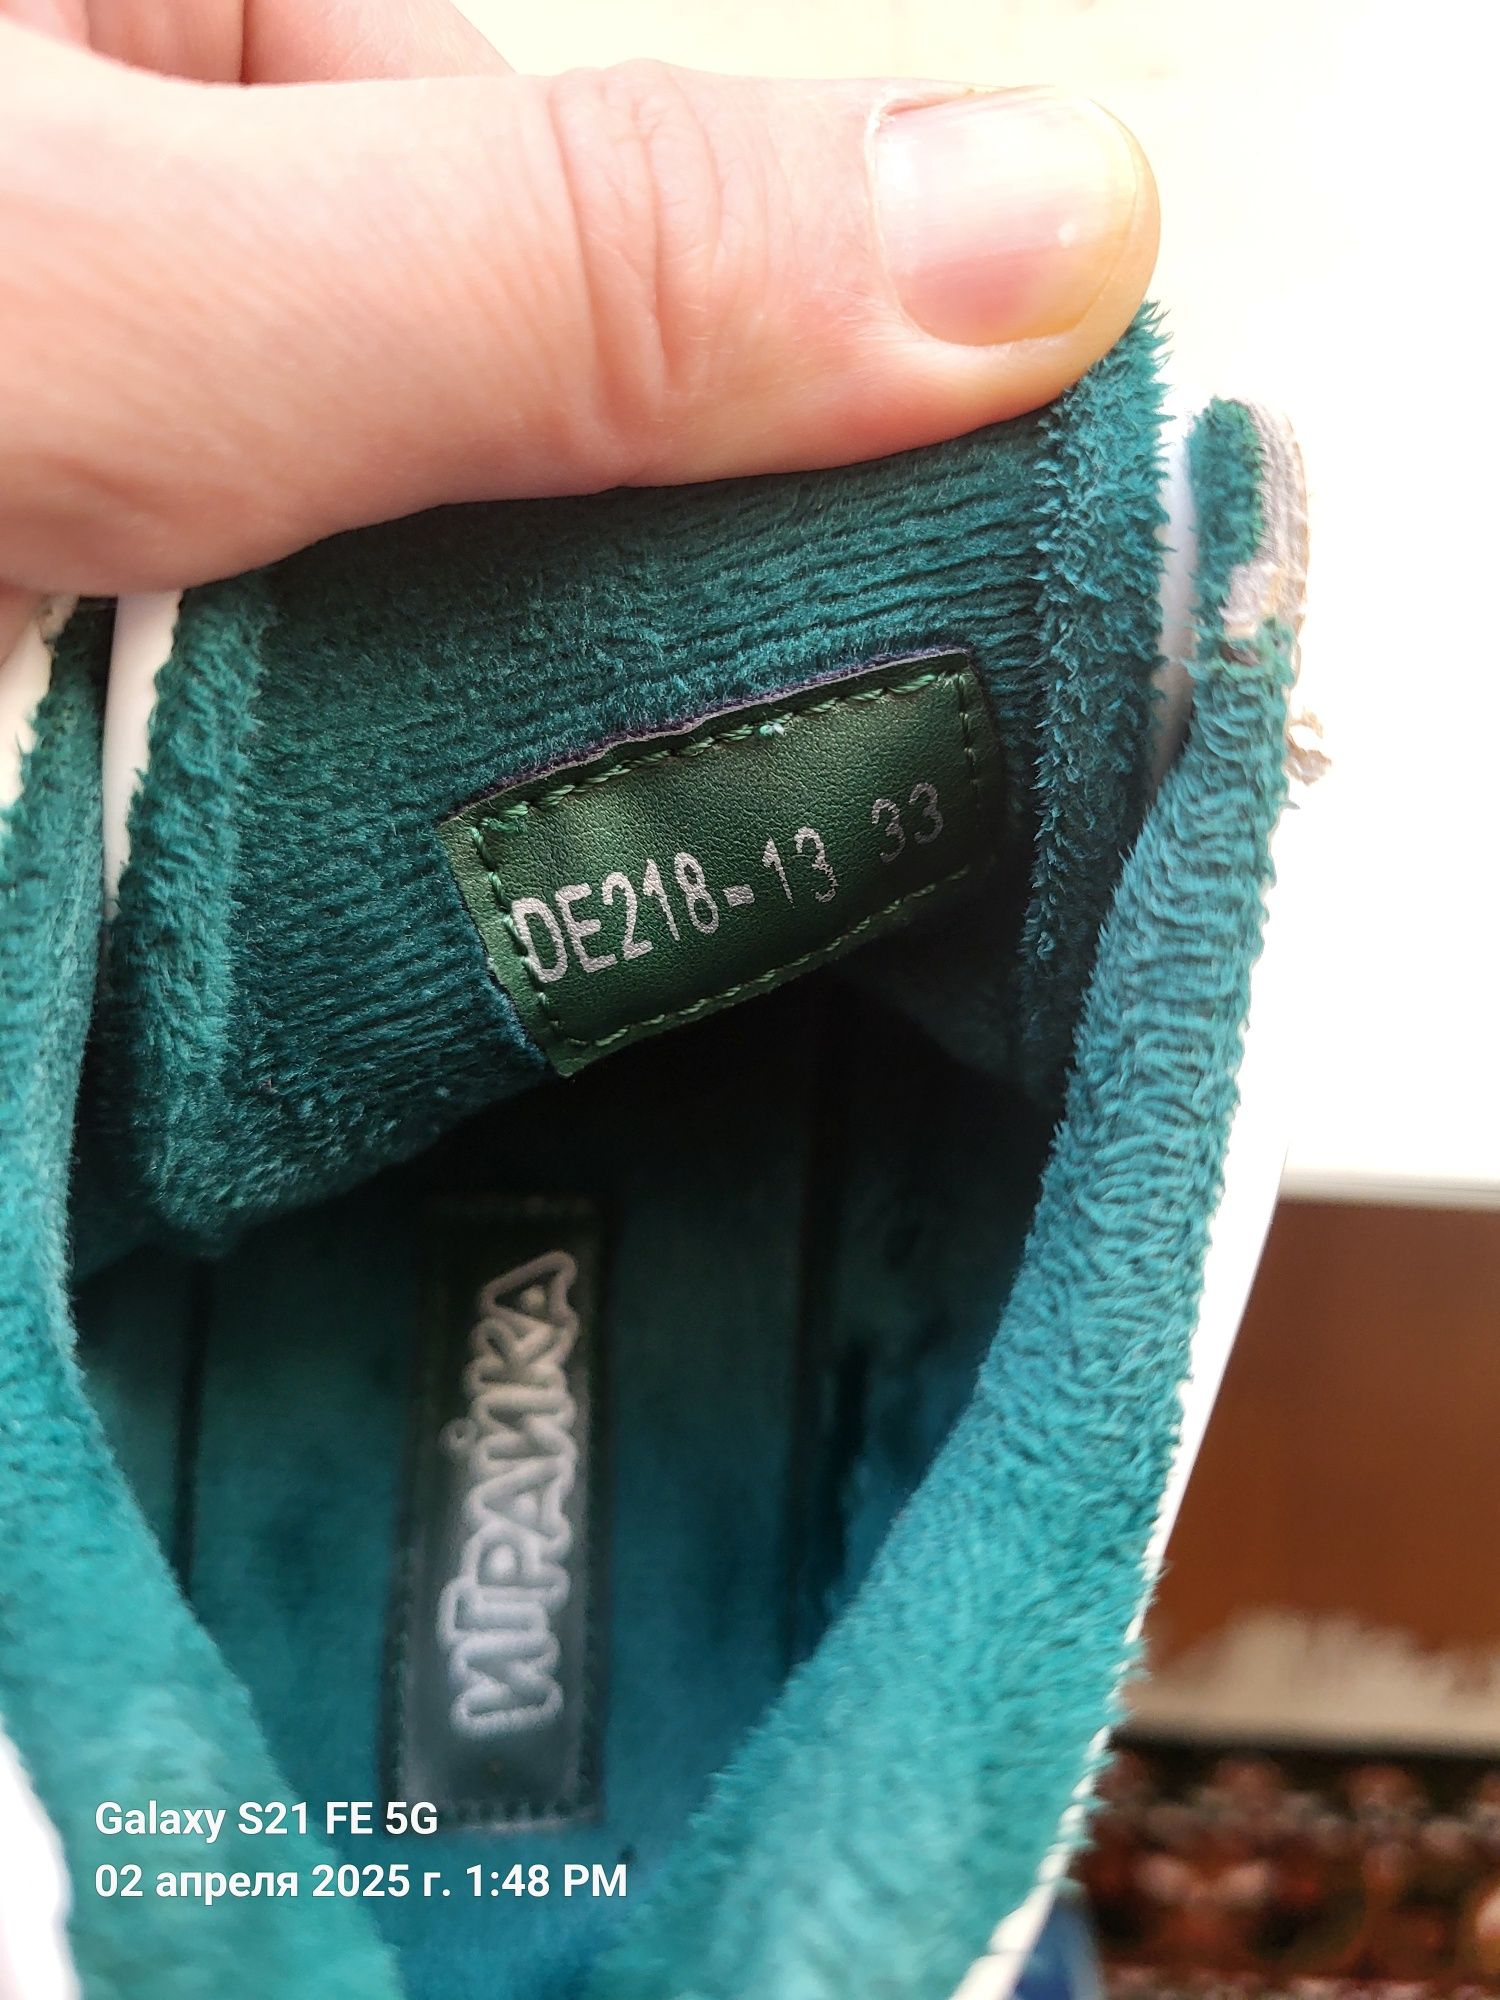 DE218-13 33
ИГРАЙКА
Galaxy S21 FE 5G
02 апреля 2025 г. 1:48 PM